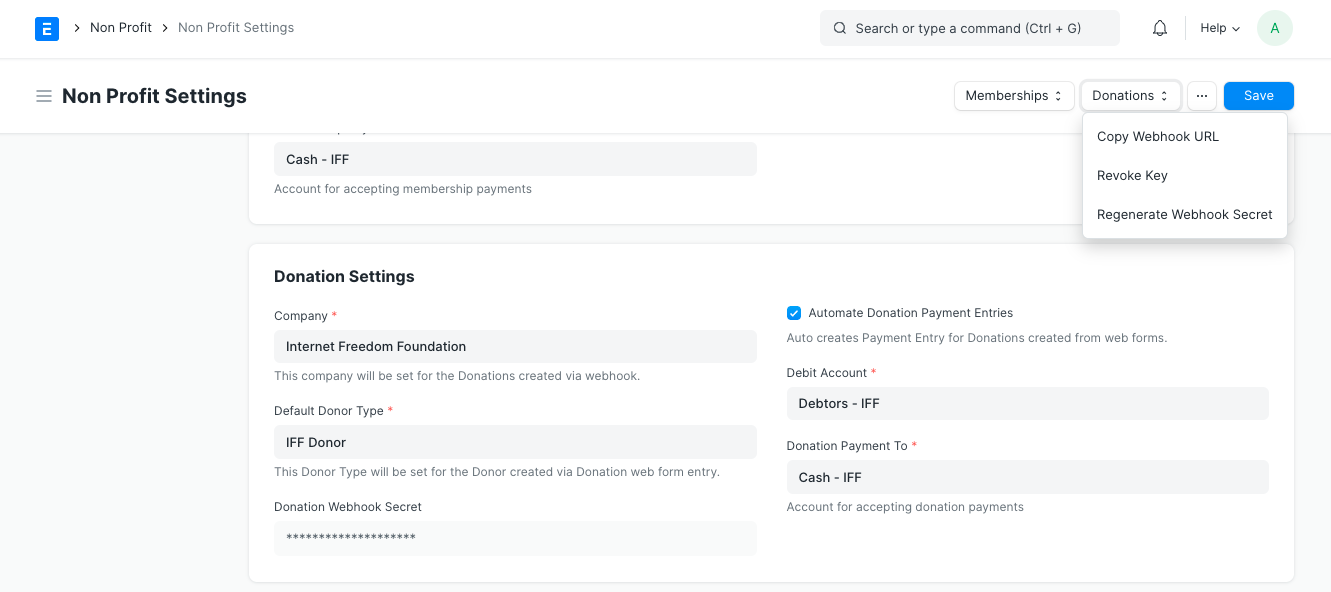 E > Non Profit > Non Profit Settings
Search or type a command (Ctrl + G)
Help
A
Non Profit Settings
Memberships
Donations
...
Save
Copy Webhook URL
Revoke Key
Regenerate Webhook Secret
Cash - IFF
Account for accepting membership payments
Donation Settings
Company *
Internet Freedom Foundation
This company will be set for the Donations created via webhook.
Default Donor Type *
IFF Donor
This Donor Type will be set for the Donor created via Donation web form entry.
Donation Webhook Secret
********************
Automate Donation Payment Entries
Auto creates Payment Entry for Donations created from web forms.
Debit Account *
Debtors - IFF
Donation Payment To *
Cash - IFF
Account for accepting donation payments